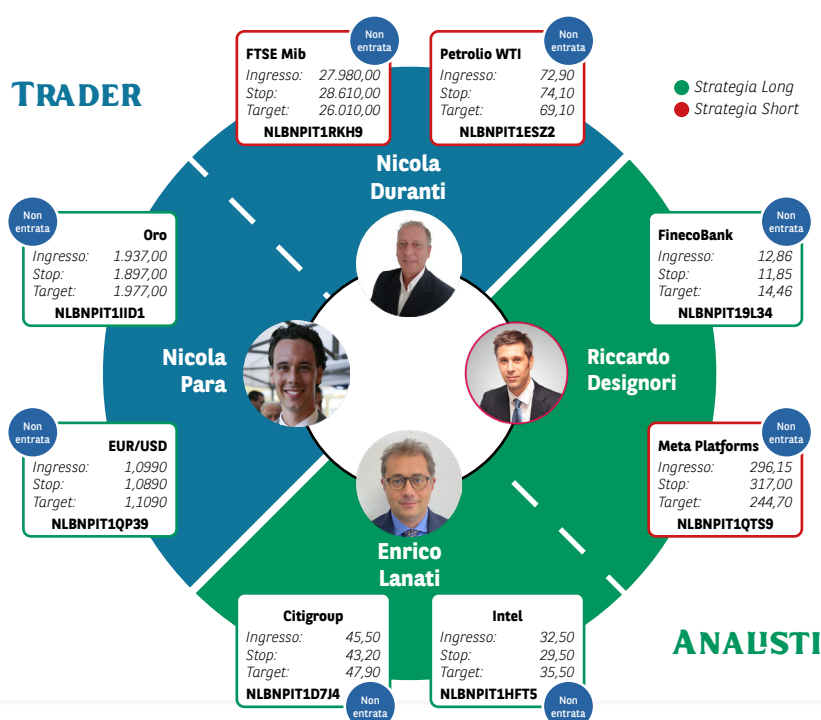 TRADER
Non
entrata
FTSE Mib
Ingresso: 27.980,00
Stop: 28.610,00
Target: 26.010,00
NLBNPIT1RKH9
Non
entrata
Petrolio WTI
Ingresso: 72,90
Stop: 74,10
Target: 69,10
NLBNPIT1ESZ2
Strategia Long
Strategia Short
Nicola
Duranti
Non
entrata
Oro
Ingresso: 1.937,00
Stop: 1.897,00
Target: 1.977,00
NLBNPIT1IID1
Non
entrata
FinecoBank
Ingresso: 12,86
Stop: 11,85
Target: 14,46
NLBNPIT19L34
Nicola
Para
Riccardo
Designori
Non
entrata
EUR/USD
Ingresso: 1,0990
Stop: 1,0890
Target: 1,1090
NLBNPIT1QP39
Non
entrata
Meta Platforms
Ingresso: 296,15
Stop: 317,00
Target: 244,70
NLBNPIT1QTS9
Enrico
Lanati
Citigroup
Ingresso: 45,50
Stop: 43,20
Target: 47,90
NLBNPIT1D7J4
Non
entrata
Intel
Ingresso: 32,50
Stop: 29,50
Target: 35,50
NLBNPIT1HFT5
Non
entrata
ANALISTI